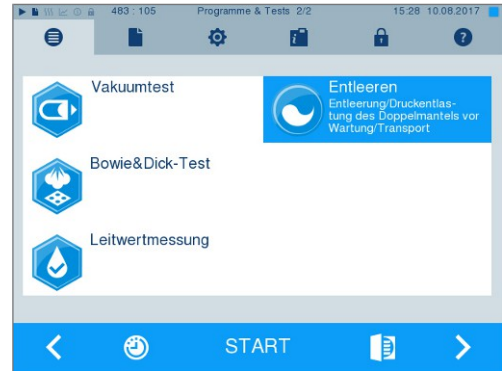 483 : 105 Programme & Tests 2/2 15:28 10.08.2017
Vakuumtest
Entleeren
Entleerung/Druckentlas-
tung des Doppelmantels vor
Wartung/Transport
Bowie&Dick-Test
Leitwertmessung
START